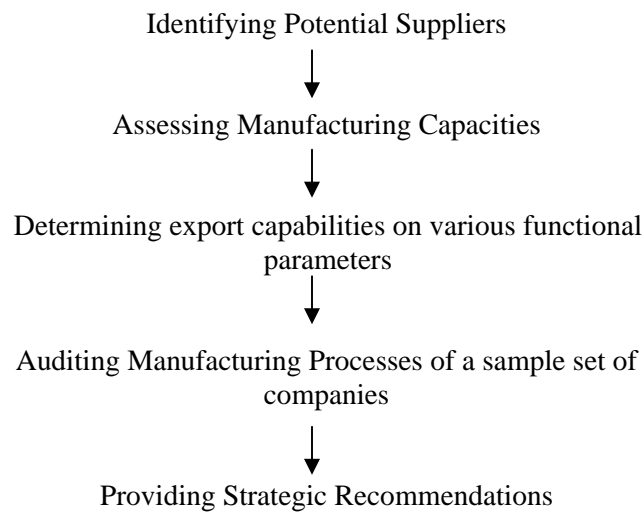 Identifying Potential Suppliers
Assessing Manufacturing Capacities
Determining export capabilities on various functional
parameters
Auditing Manufacturing Processes of a sample set of
companies
Providing Strategic Recommendations